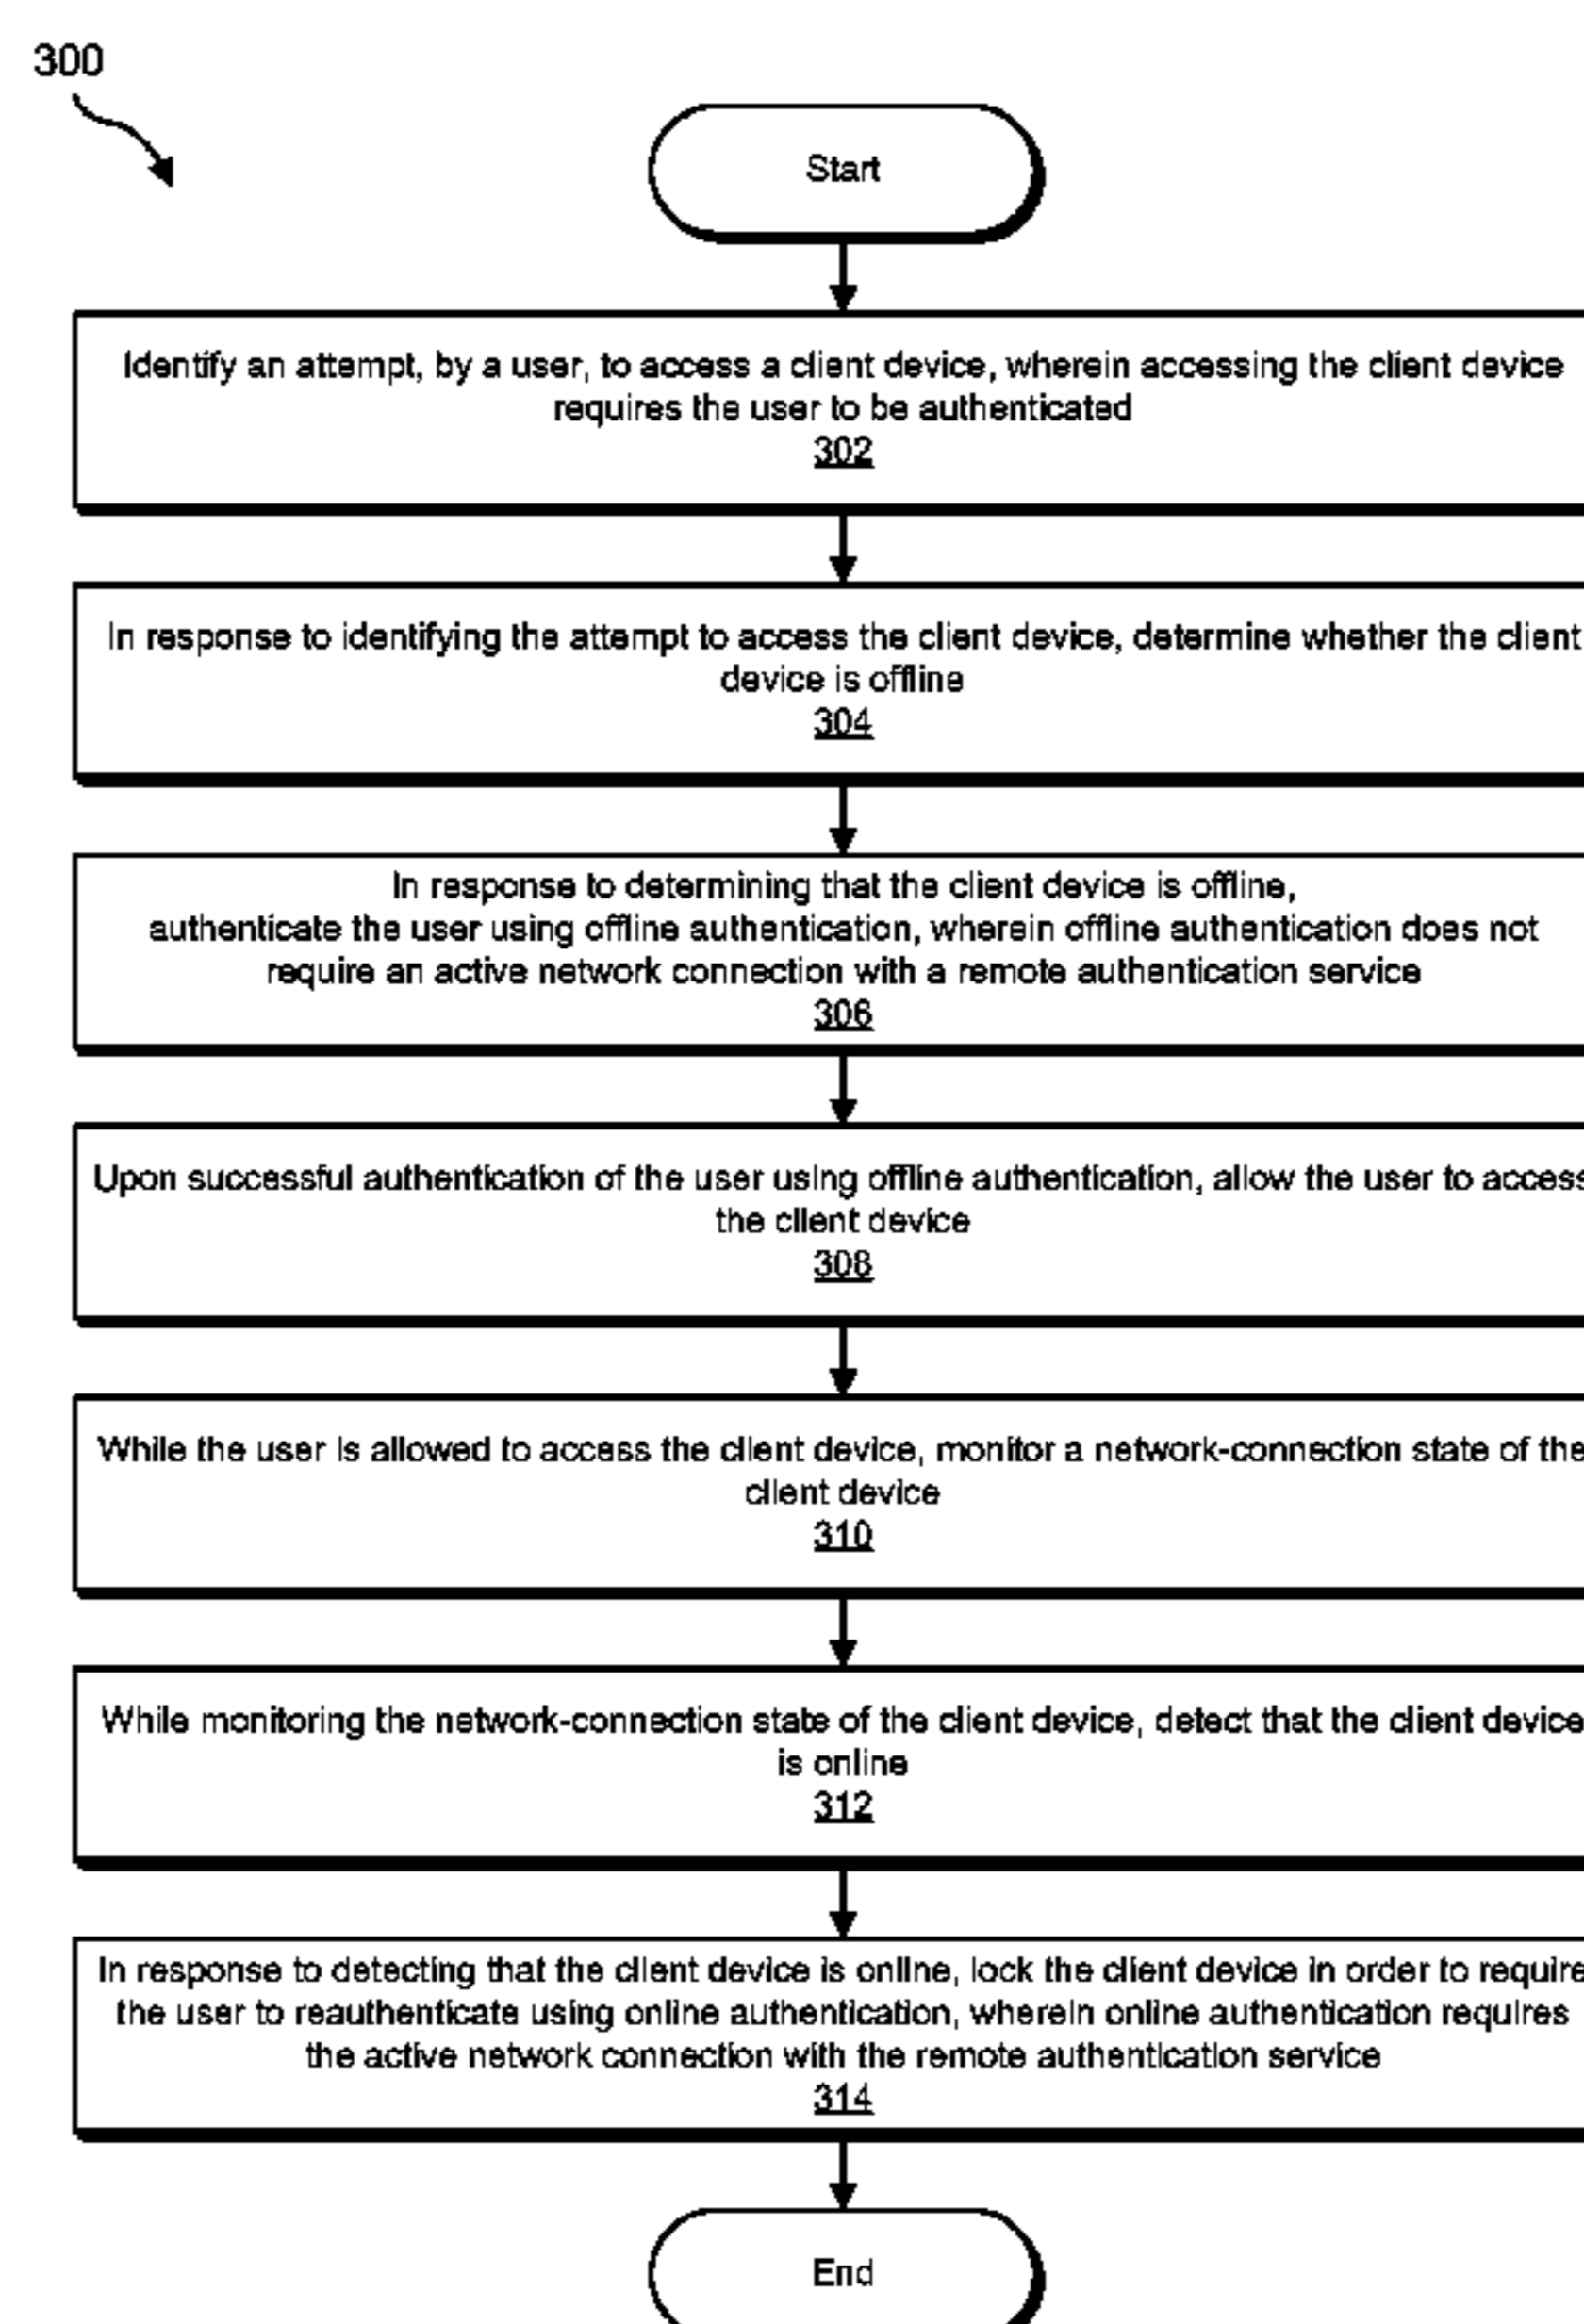 300
Start
Identify an attempt, by a user, to access a client device, wherein accessing the client device
requires the user to be authenticated
302
In response to identifying the attempt to access the client device, determine whether the client
device is offline
304
In response to determining that the client device is offline,
authenticate the user using offline authentication, wherein offline authentication does not
require an active network connection with a remote authentication service
306
Upon successful authentication of the user using offline authentication, allow the user to access
the client device
308
While the user is allowed to access the client device, monitor a network-connection state of the
client device
310
While monitoring the network-connection state of the client device, detect that the client device
is online
312
In response to detecting that the client device is online, lock the client device in order to require
the user to reauthenticate using online authentication, wherein online authentication requires
the active network connection with the remote authentication service
314
End